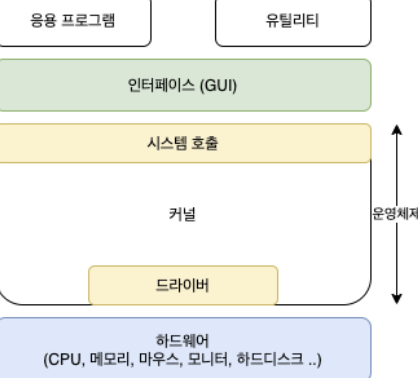 응용 프로그램
유틸리티
인터페이스 (GUI)
시스템 호출
커널
운영체제
드라이버
하드웨어
(CPU, 메모리, 마우스, 모니터, 하드디스크 ..)